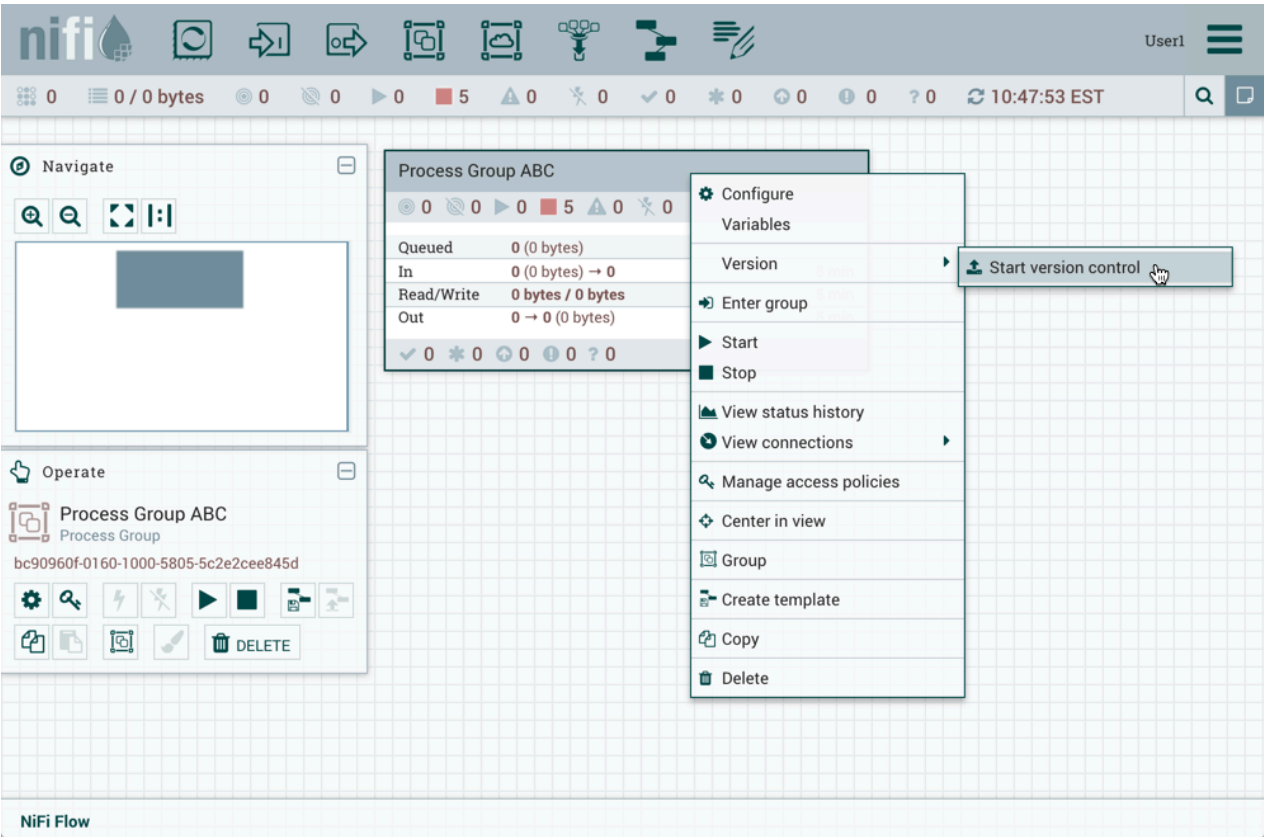 nifi
User1
0 0 / 0 bytes 0 0 0 5 0 0 0 0 0 0 ? 0 10:47:53 EST
Navigate
Process Group ABC
0 0 0 5 0 0
Queued 0 (0 bytes)
In 0 (0 bytes) → 0
Read/Write 0 bytes / 0 bytes
Out 0 → 0 (0 bytes)
0 0 0 0 ? 0
Configure
Variables
Version
Start version control
Enter group
Start
Stop
View status history
View connections
Manage access policies
Center in view
Group
Create template
Copy
Delete
Operate
Process Group ABC
Process Group
bc90960f-0160-1000-5805-5c2e2cee845d
DELETE
NiFi Flow